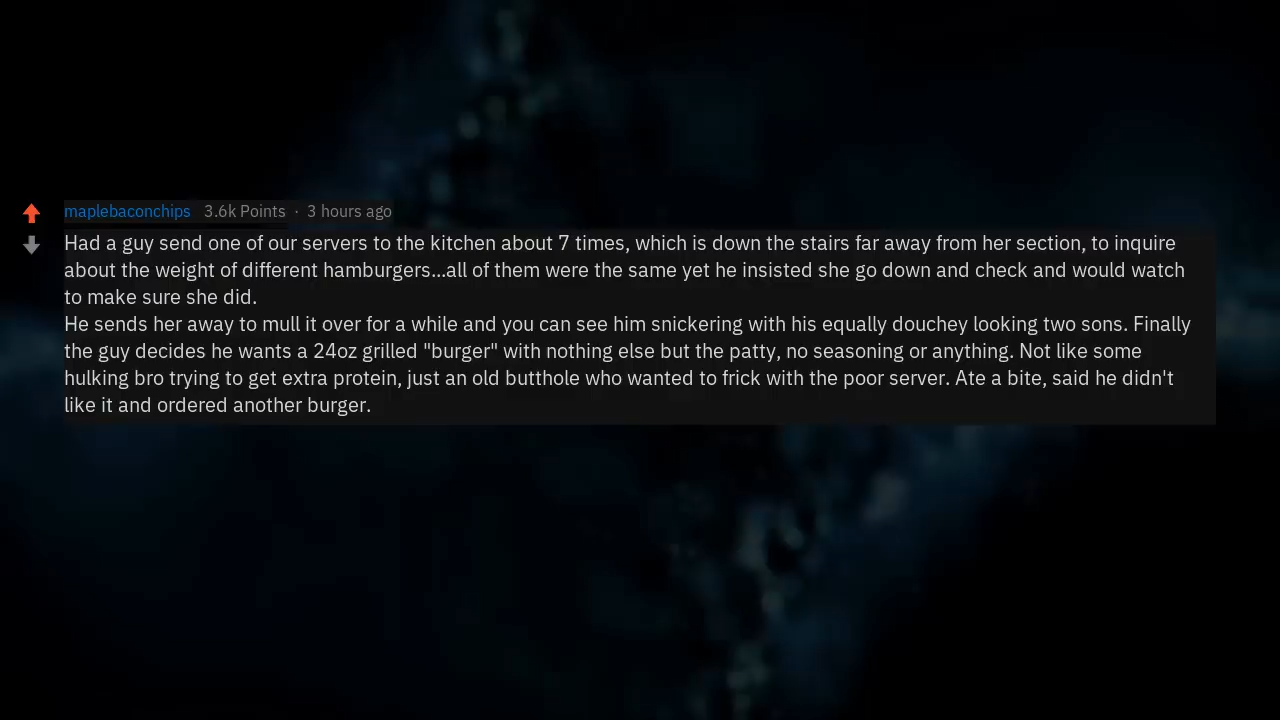 maplebaconchips 3.6k Points · 3 hours ago
Had a guy send one of our servers to the kitchen about 7 times, which is down the stairs far away from her section, to inquire
about the weight of different hamburgers...all of them were the same yet he insisted she go down and check and would watch
to make sure she did.
He sends her away to mull it over for a while and you can see him snickering with his equally douchey looking two sons. Finally
the guy decides he wants a 24oz grilled "burger" with nothing else but the patty, no seasoning or anything. Not like some
hulking bro trying to get extra protein, just an old butthole who wanted to frick with the poor server. Ate a bite, said he didn't
like it and ordered another burger.